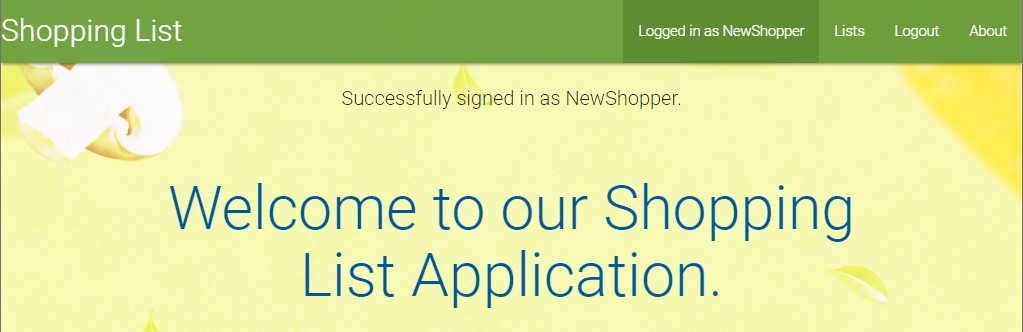 Shopping List
Logged in as NewShopper
Lists
Logout
About
Successfully signed in as NewShopper.
Welcome to our Shopping
List Application.